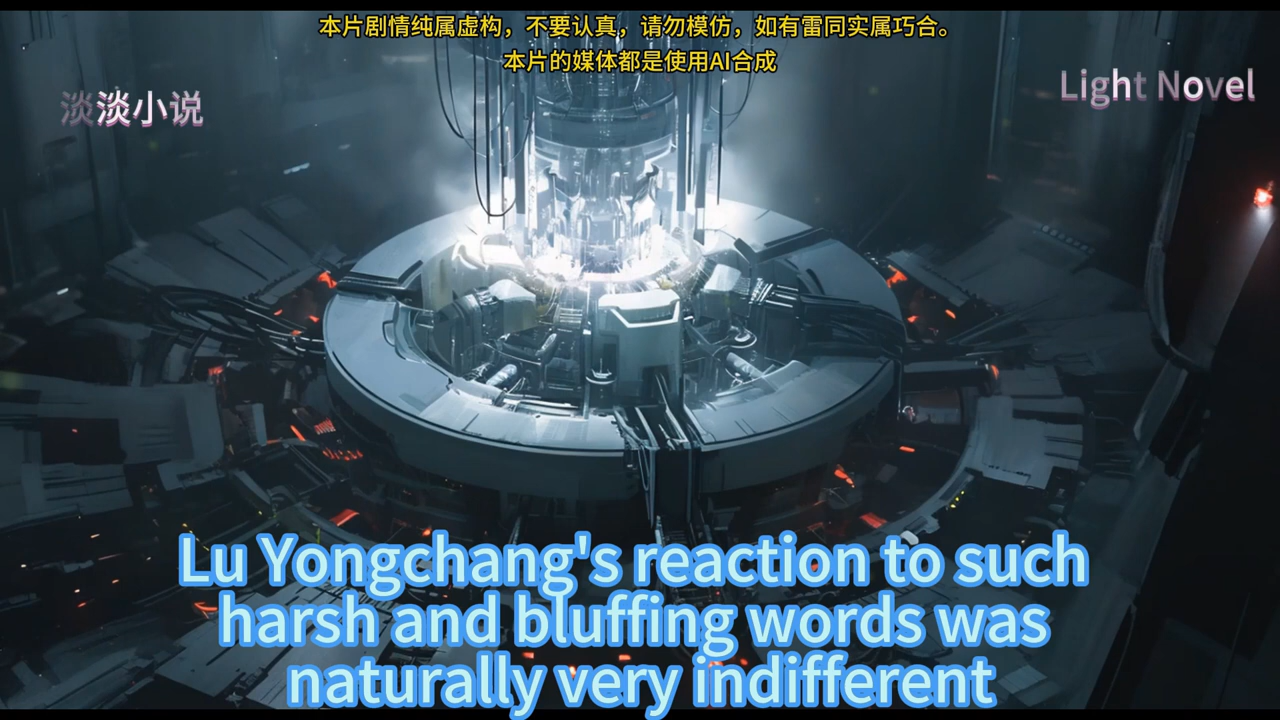 本片剧情纯属虚构，不要认真，请勿模仿，如有雷同实属巧合。
本片的媒体都是使用AI合成
淡淡小说
Light Novel
Lu Yongchang's reaction to such
harsh and bluffing words was
naturally very indifferent